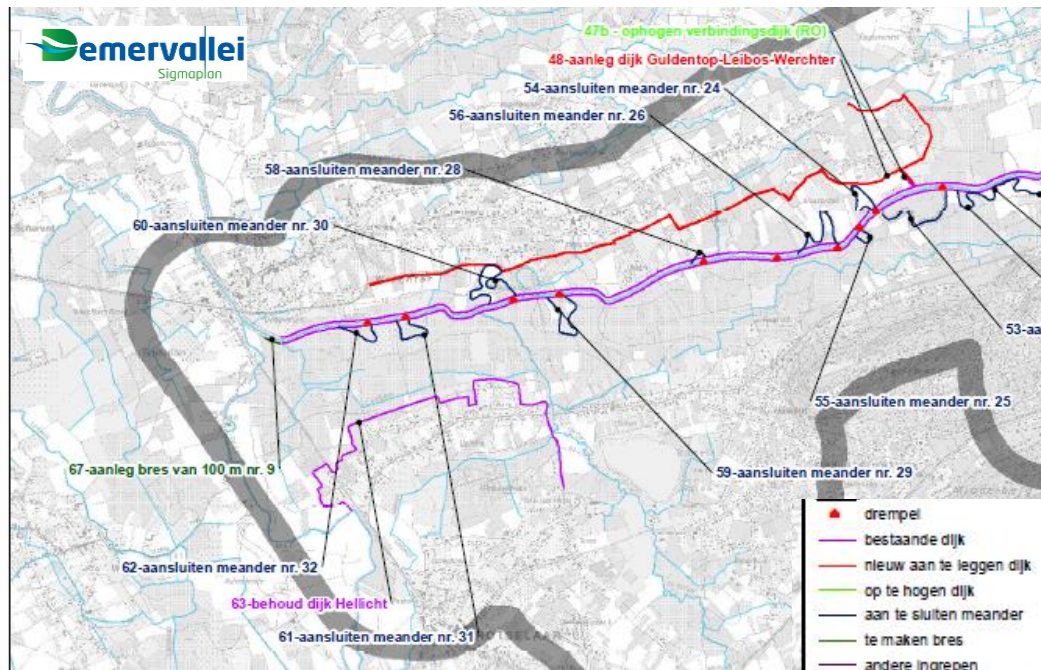 Demervallei
Sigmaplan
47b - ophogen verbindingsdijk (RO)
48-aanleg dijk Guldentop-Leibos-Werchter
54-aansluiten meander nr. 24
56-aansluiten meander nr. 26
58-aansluiten meander nr. 28
60-aansluiten meander nr. 30
53-aa
55-aansluiten meander nr. 25
67-aanleg bres van 100 m nr. 9
59-aansluiten meander nr. 29
62-aansluiten meander nr. 32
63-behoud dijk Hellicht
61-aansluiten meander nr. 31
ROTSELAAR
drempel
bestaande dijk
nieuw aan te leggen dijk
op te hogen dijk
aan te sluiten meander
te maken bres
andere ingrepen